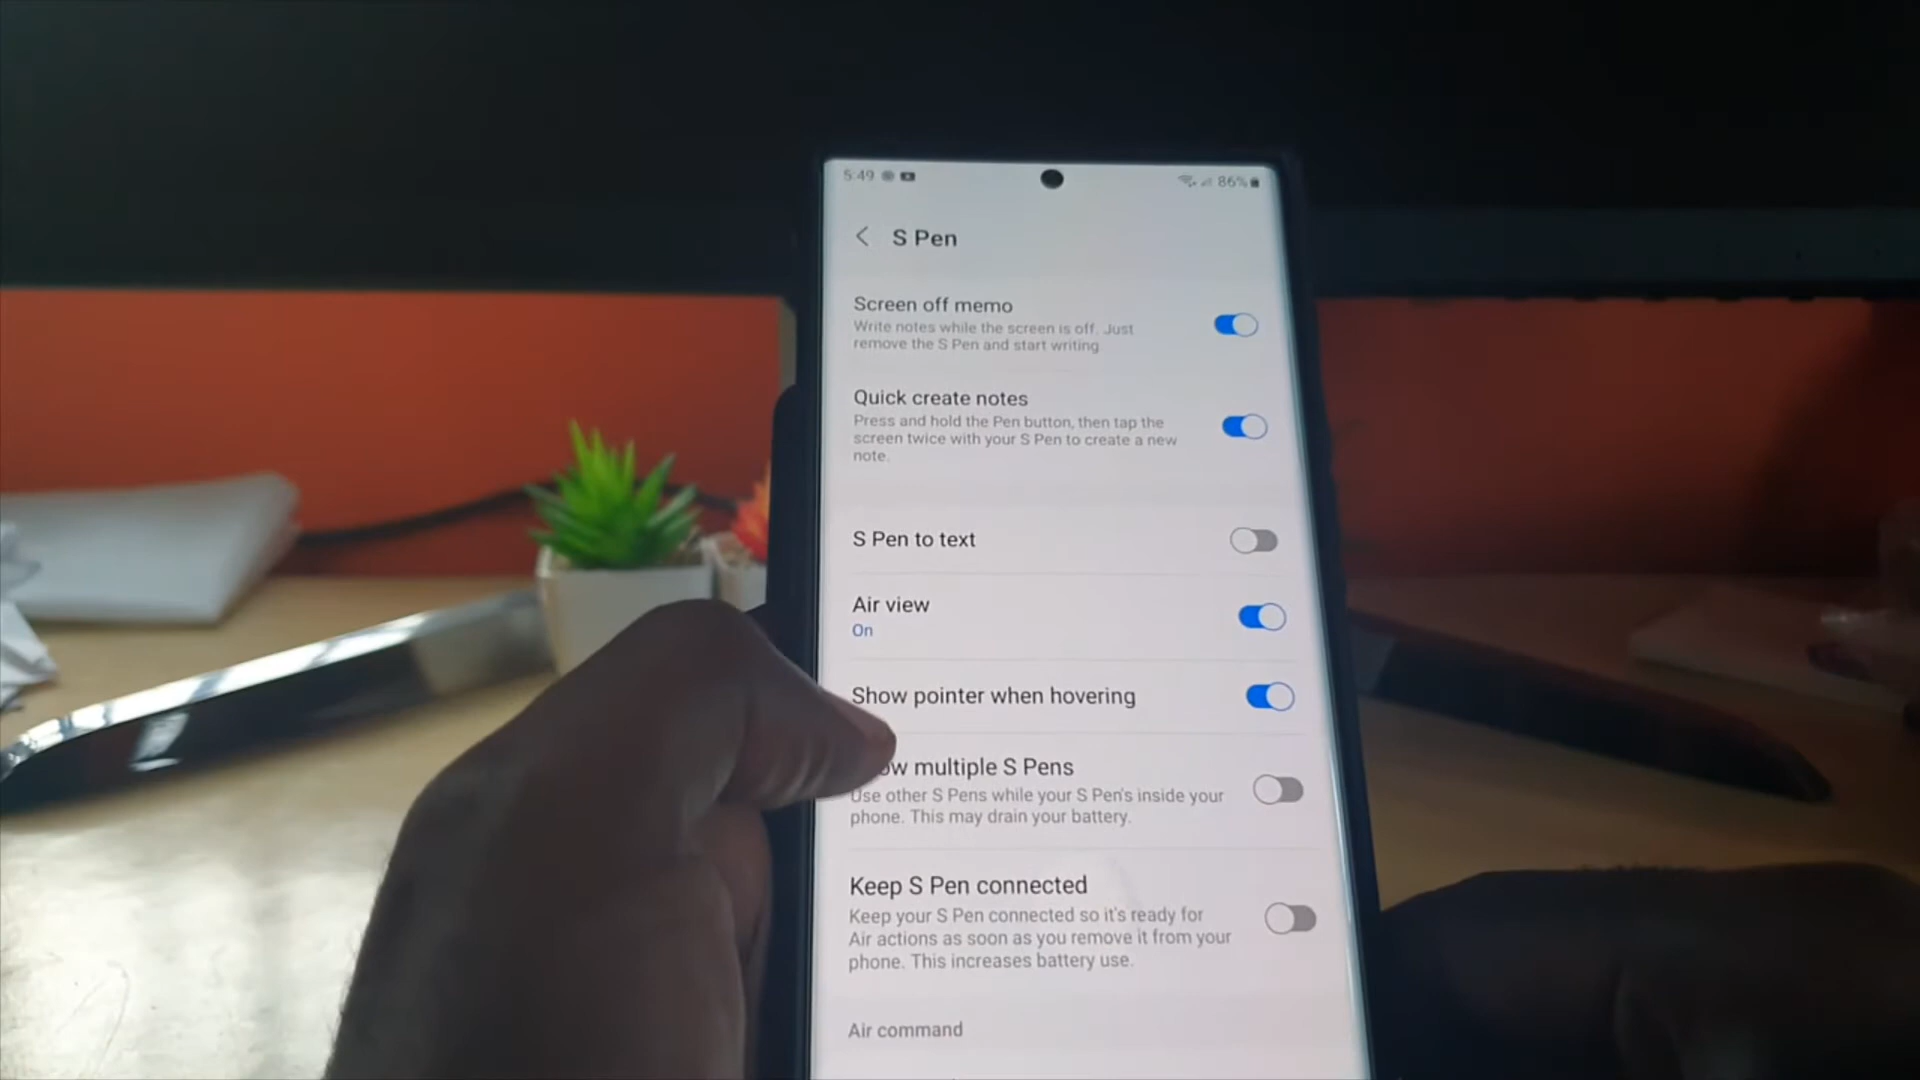 5:49
86%
S Pen
Screen off memo
Write notes while the screen is off. Just
remove the S Pen and start writing
Quick create notes
Press and hold the Pen button, then tap the
screen twice with your S Pen to create a new
note.
S Pen to text
Air view
On
Show pointer when hovering
ow multiple S Pens
Use other S Pens while your S Pen's inside your
phone. This may drain your battery.
Keep S Pen connected
Keep your S Pen connected so it's ready for
Air actions as soon as you remove it from your
phone. This increases battery use.
Air command